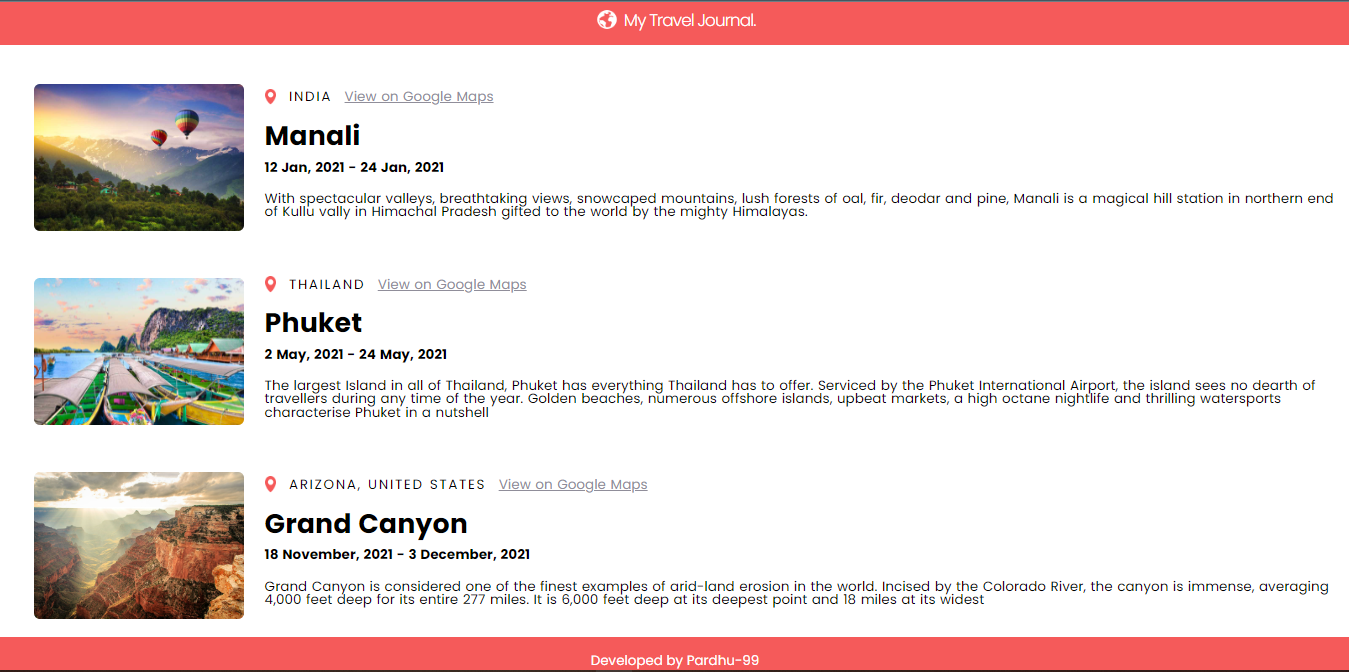 My Travel Journal.
INDIA View on Google Maps
Manali
12 Jan, 2021 - 24 Jan, 2021
With spectacular valleys, breathtaking views, snowcaped mountains, lush forests of oal, fir, deodar and pine, Manali is a magical hill station in northern end
of Kullu vally in Himachal Pradesh gifted to the world by the mighty Himalayas.
THAILAND View on Google Maps
Phuket
2 May, 2021 - 24 May, 2021
The largest Island in all of Thailand, Phuket has everything Thailand has to offer. Serviced by the Phuket International Airport, the island sees no dearth of
travellers during any time of the year. Golden beaches, numerous offshore islands, upbeat markets, a high octane nightlife and thrilling watersports
characterise Phuket in a nutshell
ARIZONA, UNITED STATES View on Google Maps
Grand Canyon
18 November, 2021 - 3 December, 2021
Grand Canyon is considered one of the finest examples of arid-land erosion in the world. Incised by the Colorado River, the canyon is immense, averaging
4,000 feet deep for its entire 277 miles. It is 6,000 feet deep at its deepest point and 18 miles at its widest
Developed by Pardhu-99